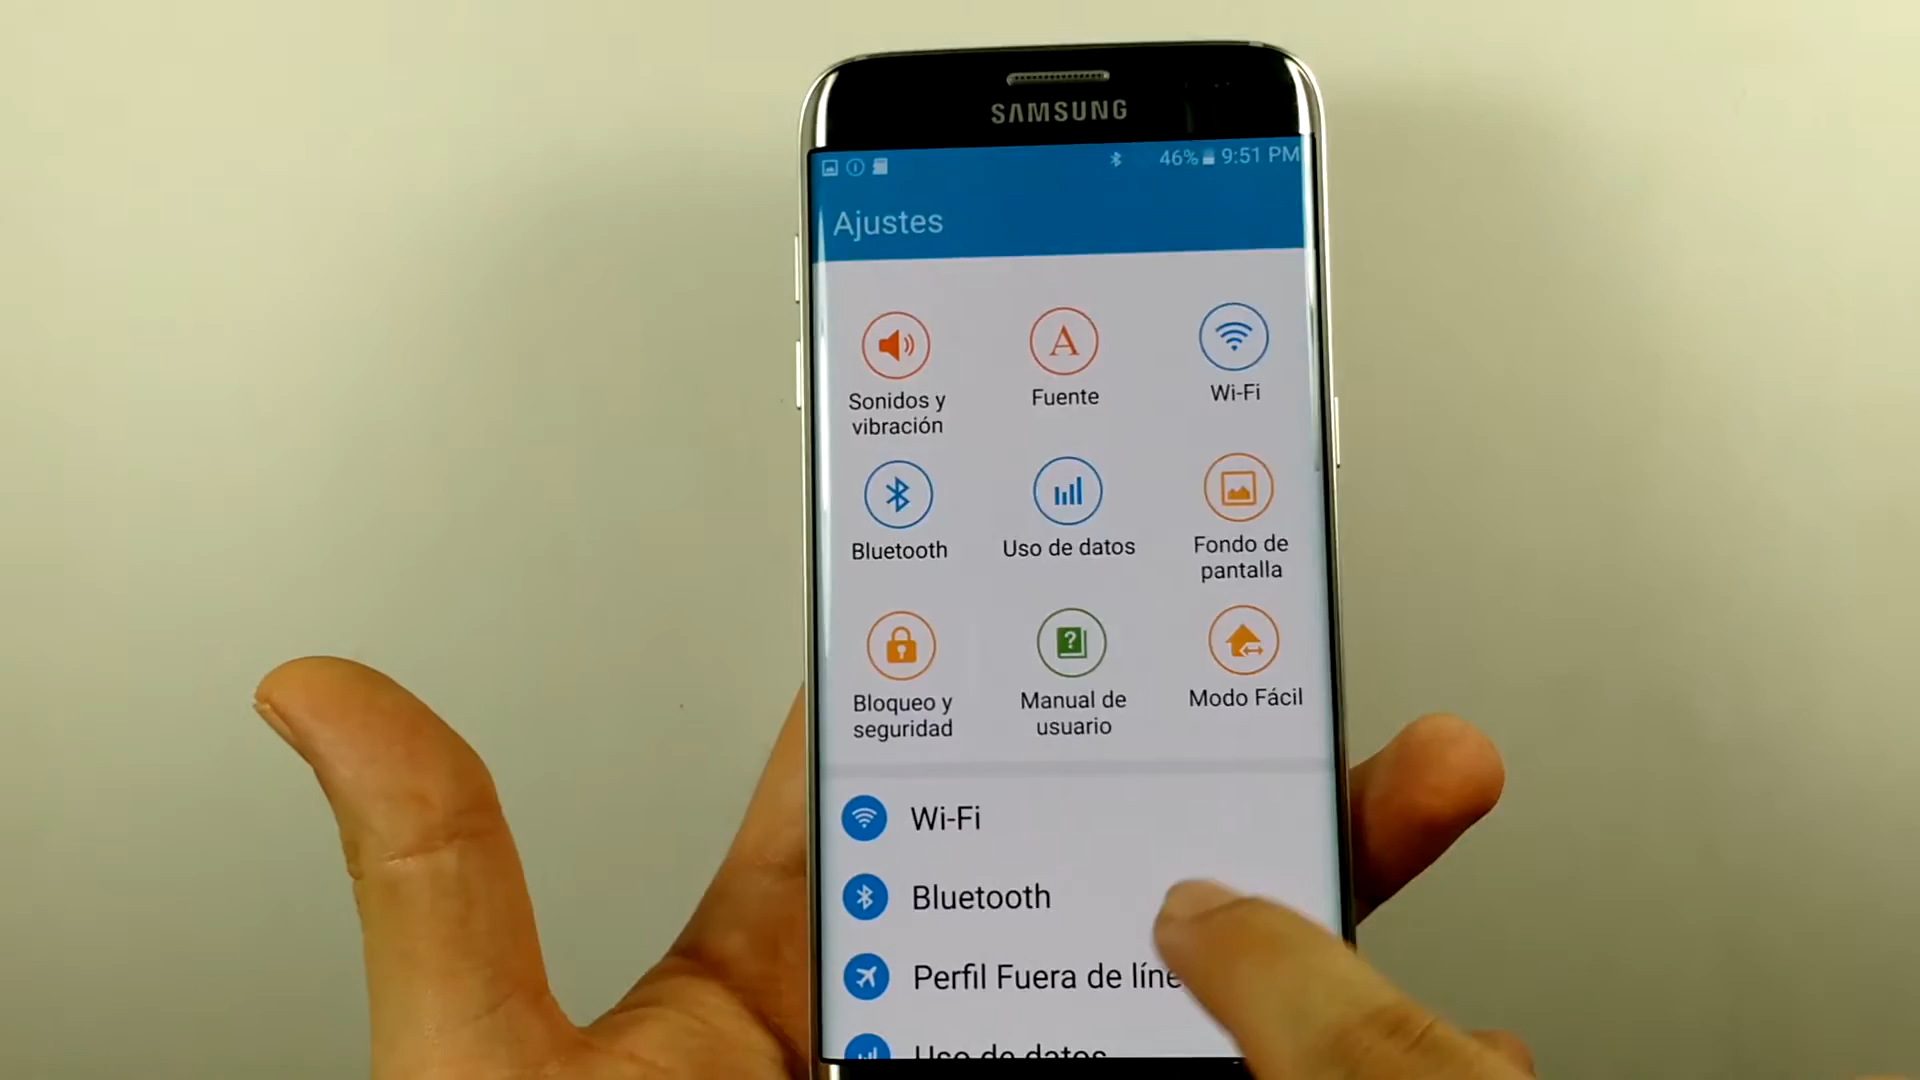 SAMSUNG
46% 9:51 PM
Ajustes
Sonidos y
vibración
Fuente
Wi-Fi
Bluetooth
Uso de datos
Fondo de
pantalla
Bloqueo y
seguridad
Manual de
usuario
Modo Fácil
Wi-Fi
Bluetooth
Perfil Fuera de líne
Uso de datos